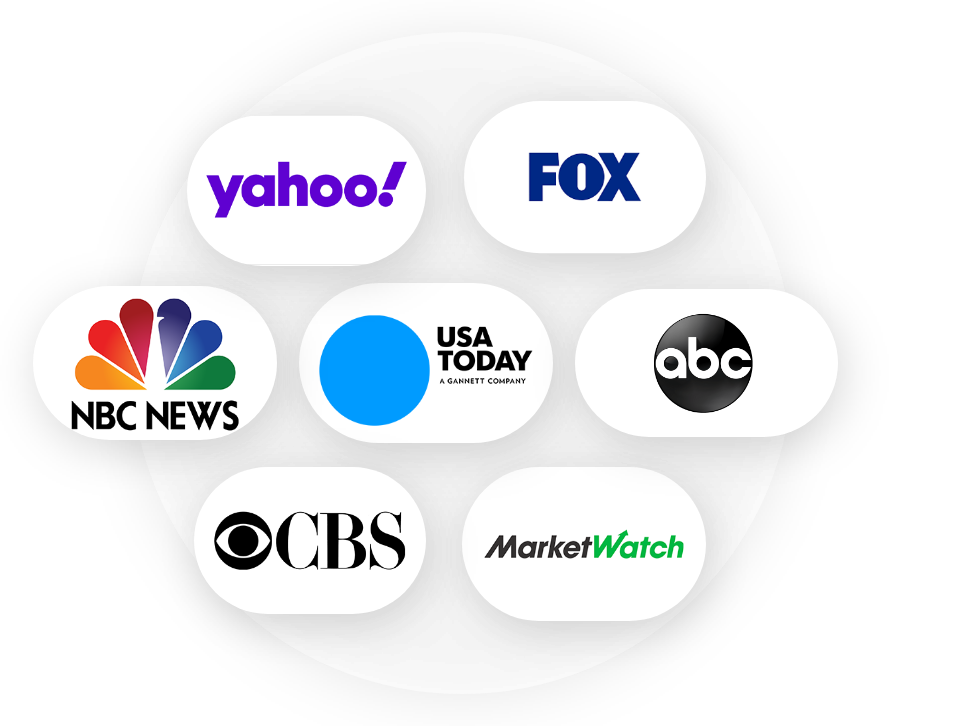 yahoo!
FOX
NBC NEWS
USA
TODAY
A GANNETT COMPANY
abc
CBS
MarketWatch